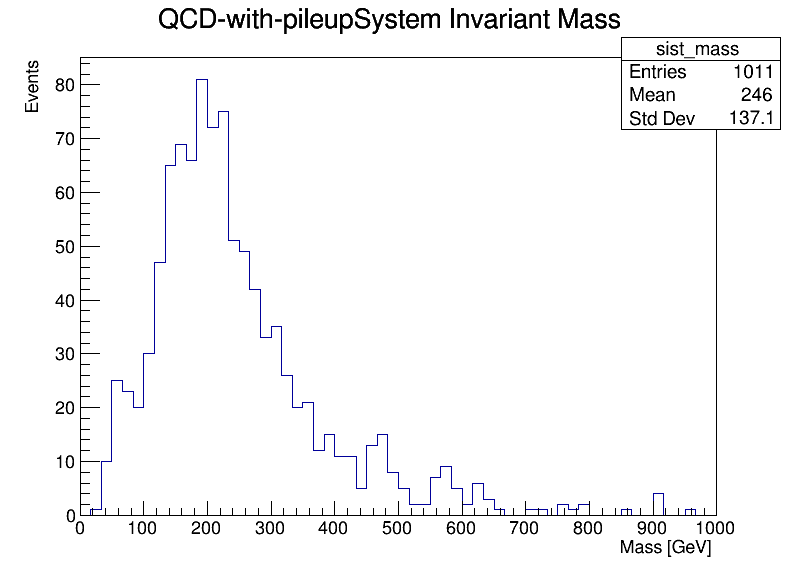 QCD-with-pileupSystem Invariant Mass
sist_mass
Entries 1011
Mean 246
Std Dev 137.1
Events
80
70
60
50
40
30
20
10
0
0 100 200 300 400 500 600 700 800 900 1000
Mass [GeV]